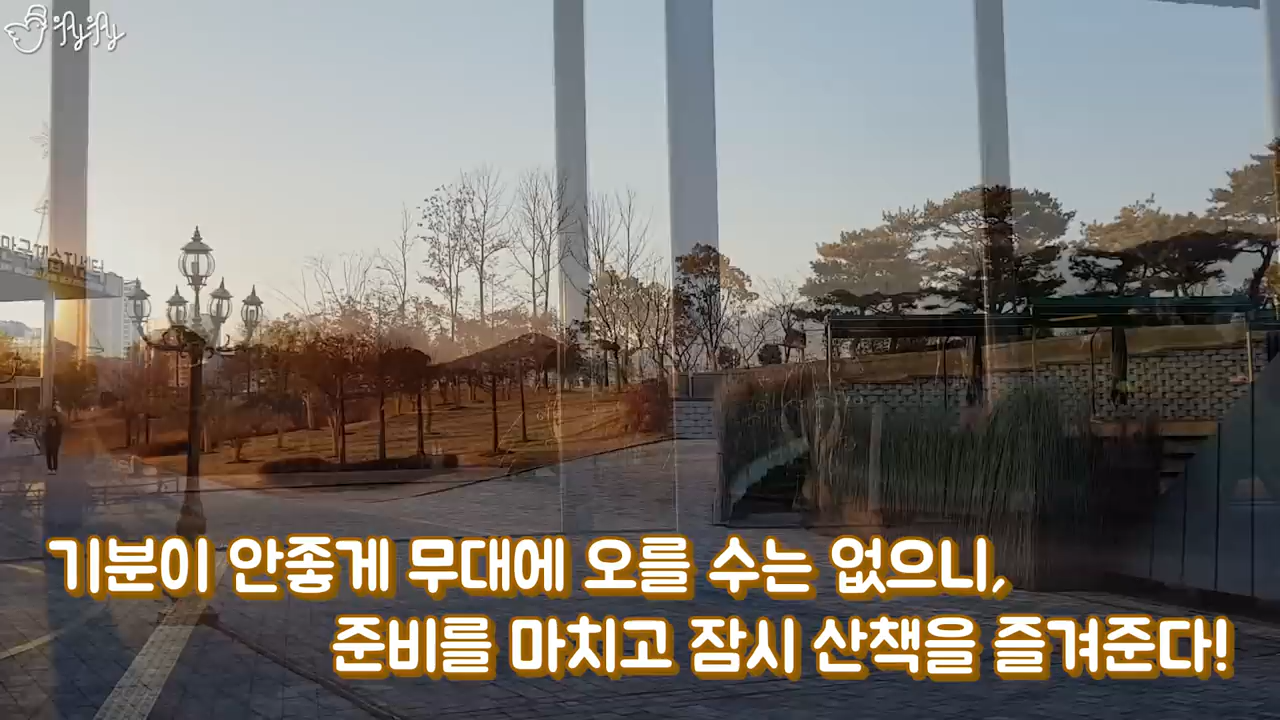 기분이 안좋게 무대에 오를 수는 없으니,
준비를 마치고 잠시 산책을 즐겨준다!